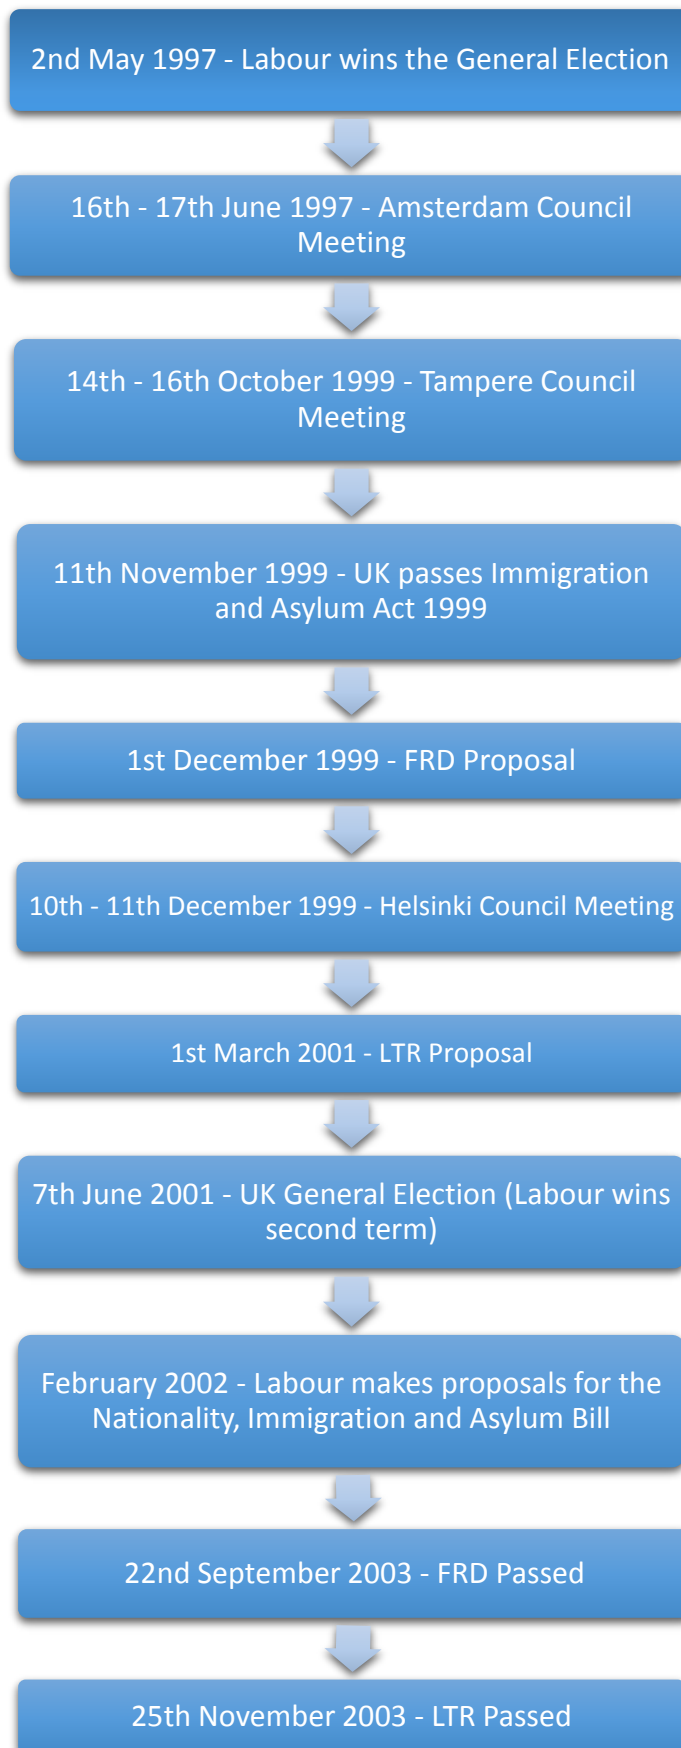 2nd May 1997 - Labour wins the General Election
16th - 17th June 1997 - Amsterdam Council
Meeting
14th - 16th October 1999 - Tampere Council
Meeting
11th November 1999 - UK passes Immigration
and Asylum Act 1999
1st December 1999 - FRD Proposal
10th - 11th December 1999 - Helsinki Council Meeting
1st March 2001 - LTR Proposal
7th June 2001 - UK General Election (Labour wins
second term)
February 2002 - Labour makes proposals for the
Nationality, Immigration and Asylum Bill
22nd September 2003 - FRD Passed
25th November 2003 - LTR Passed